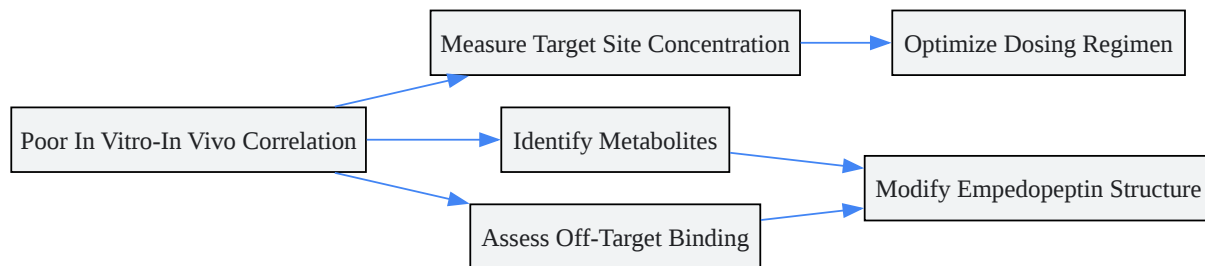 Measure Target Site Concentration
Optimize Dosing Regimen
Poor In Vitro-In Vivo Correlation
Identify Metabolites
Modify Empedopeptin Structure
Assess Off-Target Binding